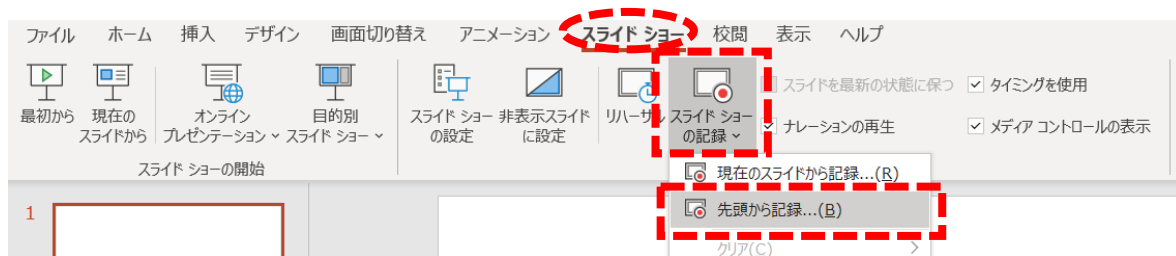 ファイル ホーム 挿入 デザイン 画面切り替え アニメーション スライド ショー 校閲 表示 ヘルプ
最初から 現在の オンライン 目的別 スライド ショー 非表示スライド リハーサル スライド ショー スライドを最新の状態に保つ タイミングを使用
スライドから プレゼンテーション スライド ショー の設定 に設定 の記録 ナレーションの再生 メディア コントロールの表示
スライド ショーの開始
現在のスライドから記録...(R)
1 先頭から記録...(B)
クリア(C)